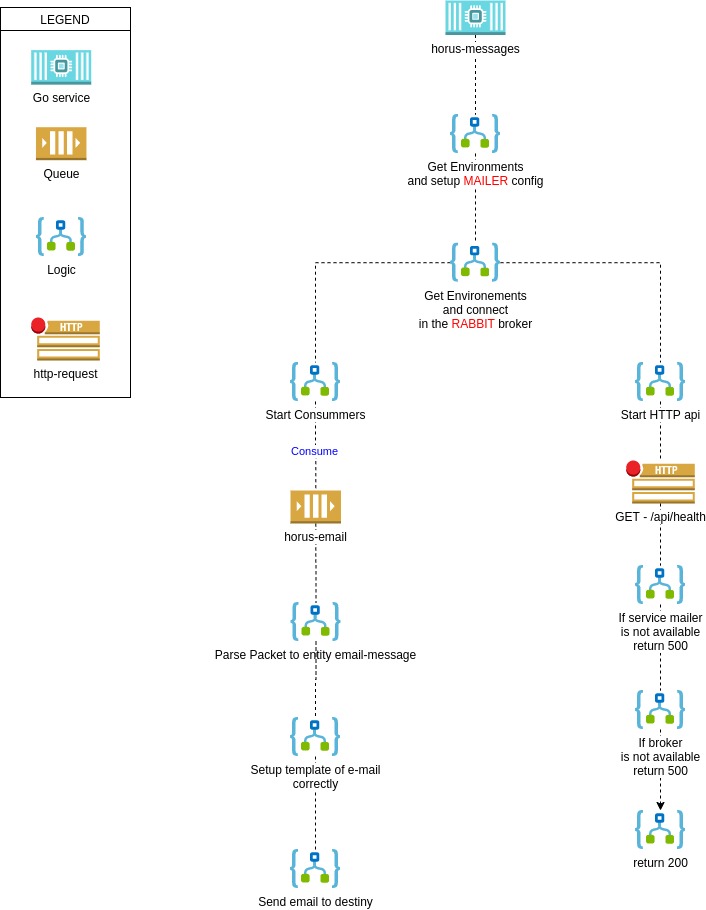 LEGEND
Go service
Queue
Logic
HTTP
http-request
horus-messages
Get Environments
and setup MAILER config
Get Environements
and connect
in the RABBIT broker
Start Consummers
Consume
horus-email
Parse Packet to entity email-message
Setup template of e-mail
correctly
Send email to destiny
Start HTTP api
HTTP
GET - /api/health
If service mailer
is not available
return 500
If broker
is not available
return 500
return 200